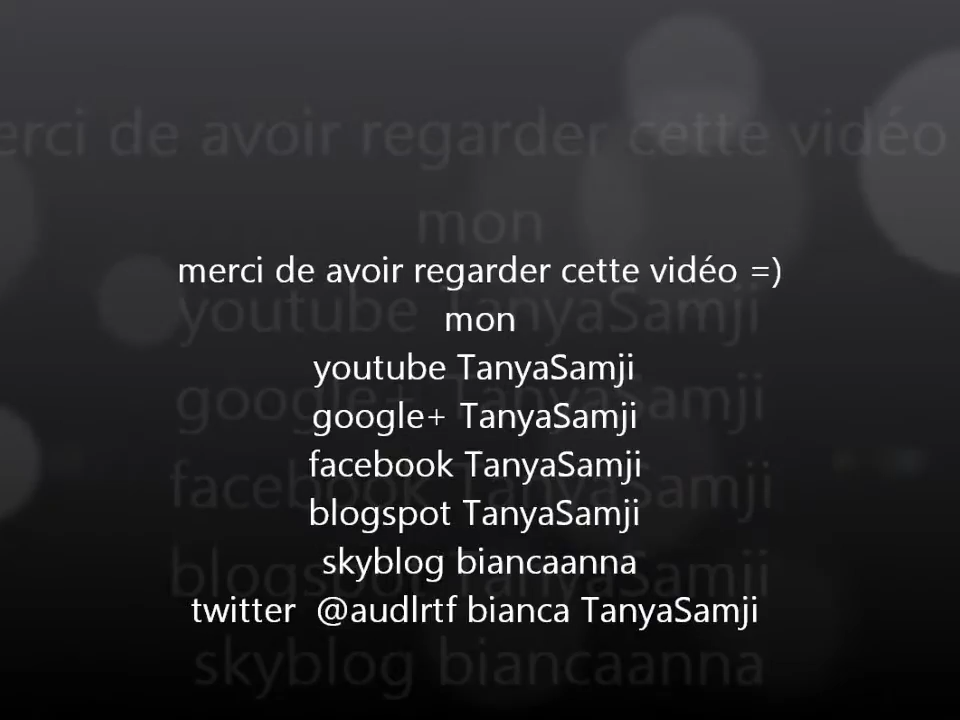 merci de avoir regarder cette vidéo =)
mon
youtube TanyaSamji
google+ TanyaSamji
facebook TanyaSamji
blogspot TanyaSamji
skyblog biancaanna
twitter  @audlrtf bianca TanyaSamji